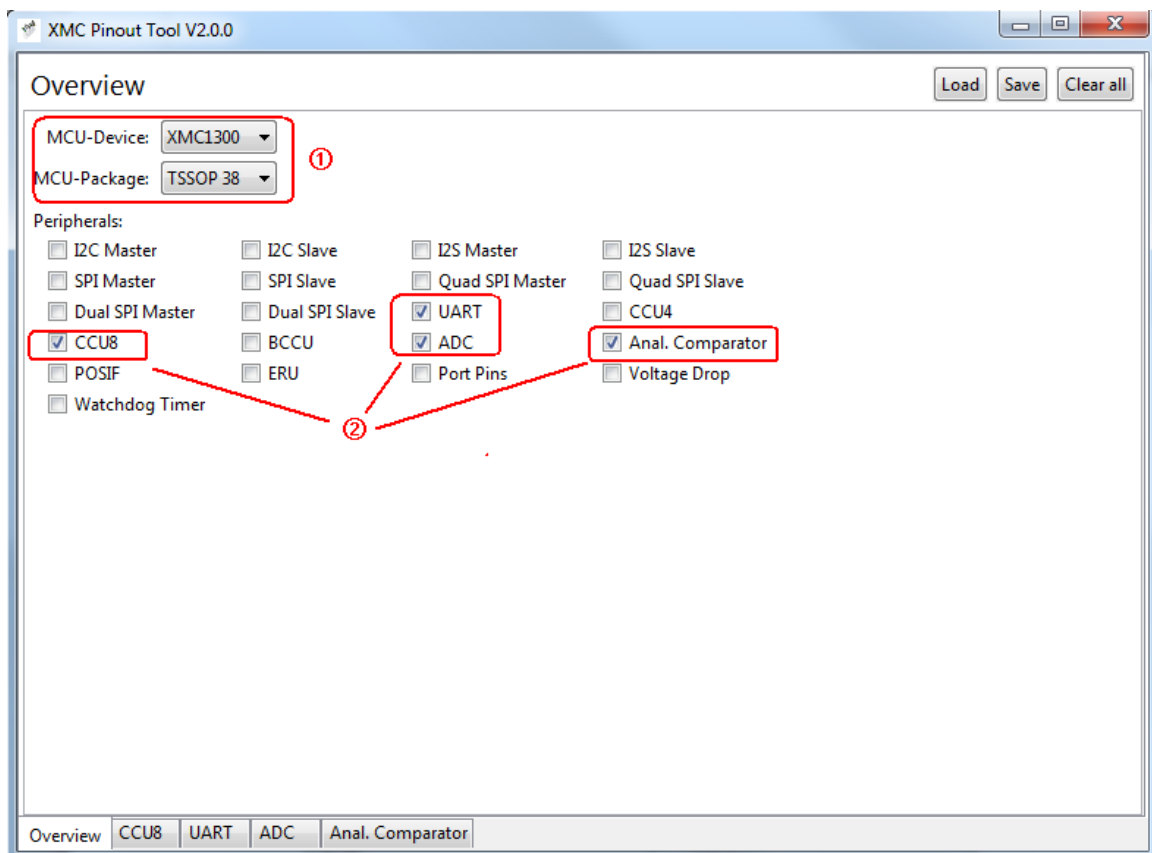 XMC Pinout Tool V2.0.0
Overview Load Save Clear all
MCU-Device: XMC1300
①
MCU-Package: TSSOP 38
Peripherals:
I2C Master I2C Slave I2S Master I2S Slave
SPI Master SPI Slave Quad SPI Master Quad SPI Slave
Dual SPI Master Dual SPI Slave UART CCU4
CCU8 BCCU ADC Anal. Comparator
POSIF ERU Port Pins Voltage Drop
Watchdog Timer
②
Overview CCU8 UART ADC Anal. Comparator